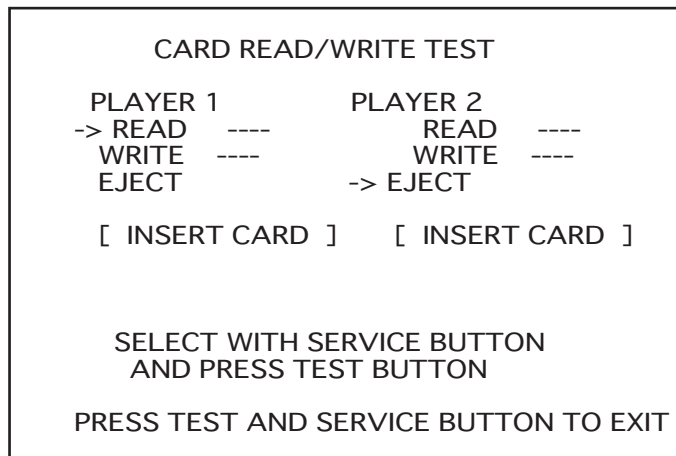 CARD READ/WRITE TEST
PLAYER 1 PLAYER 2
-> READ ---- READ ----
WRITE ---- WRITE ----
EJECT -> EJECT
[ INSERT CARD ] [ INSERT CARD ]
SELECT WITH SERVICE BUTTON
AND PRESS TEST BUTTON
PRESS TEST AND SERVICE BUTTON TO EXIT